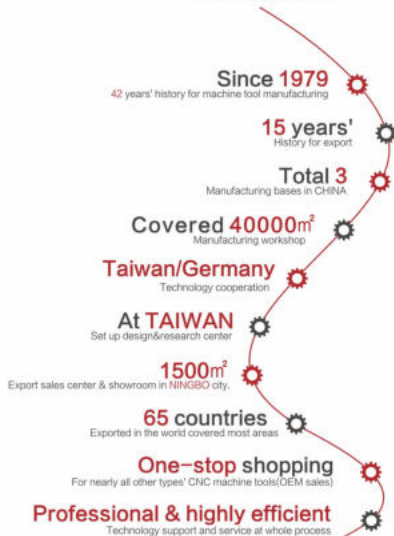 Since 1979
42 years' history for machine tool manufacturing
15 years'
History for export
Total 3
Manufacturing bases in CHINA
Covered 40000㎡
Manufacturing workshop
Taiwan/Germany
Technology cooperation
At TAIWAN
Set up design&research center
1500㎡
Export sales center & showroom in NINGBO city.
65 countries
Exported in the world covered most areas
One-stop shopping
For nearly all other types' CNC machine tools(OEM sales)
Professional & highly efficient
Technology support and service at whole process